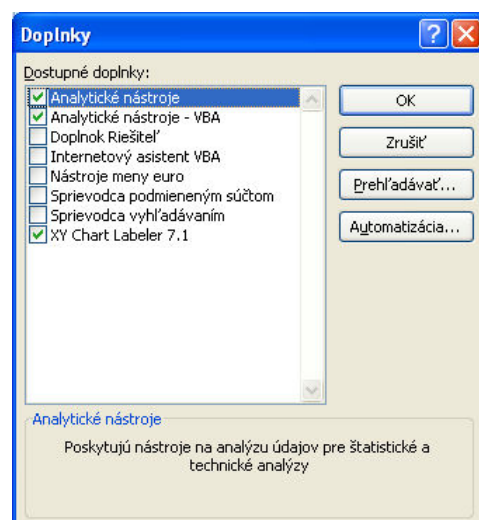 Doplnky
Dostupné doplnky:
Analytické nástroje
Analytické nástroje - VBA
Doplnok Riešiteľ
Internetový asistent VBA
Nástroje meny euro
Sprievodca podmieneným súčtom
Sprievodca vyhľadávaním
XY Chart Labeler 7.1
OK
Zrušiť
Prehľadávať...
Automatizácia...
Analytické nástroje
Poskytujú nástroje na analýzu údajov pre štatistické a
technické analýzy